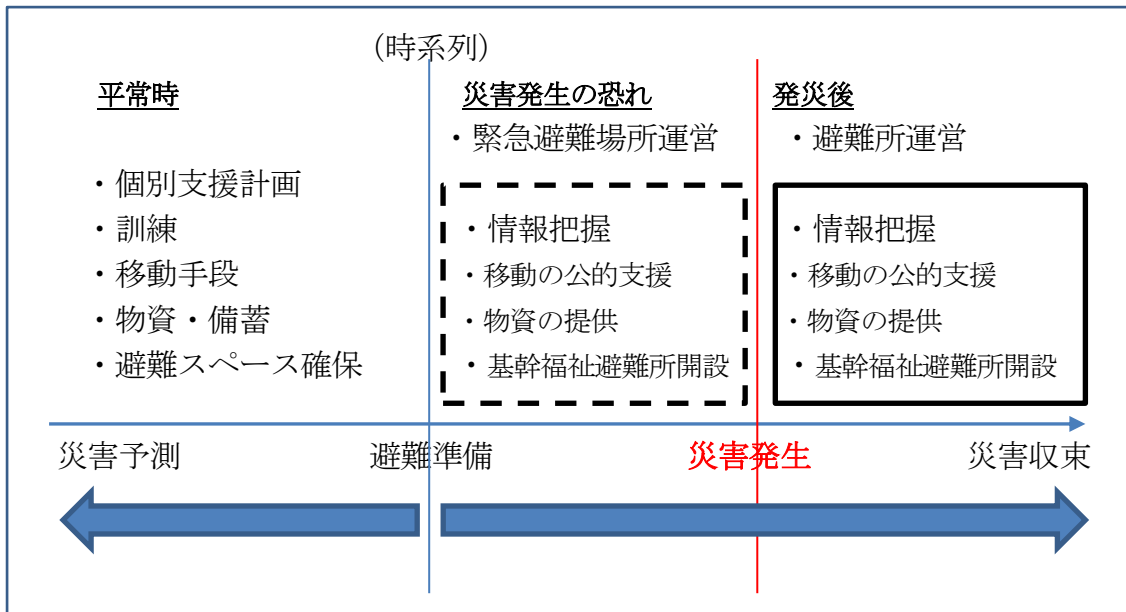 （時系列）
平常時
・個別支援計画
・訓練
・移動手段
・物資・備蓄
・避難スペース確保
災害発生の恐れ
・緊急避難場所運営
・情報把握
・移動の公的支援
・物資の提供
・基幹福祉避難所開設
発災後
・避難所運営
・情報把握
・移動の公的支援
・物資の提供
・基幹福祉避難所開設
災害予測
避難準備
災害発生
災害収束